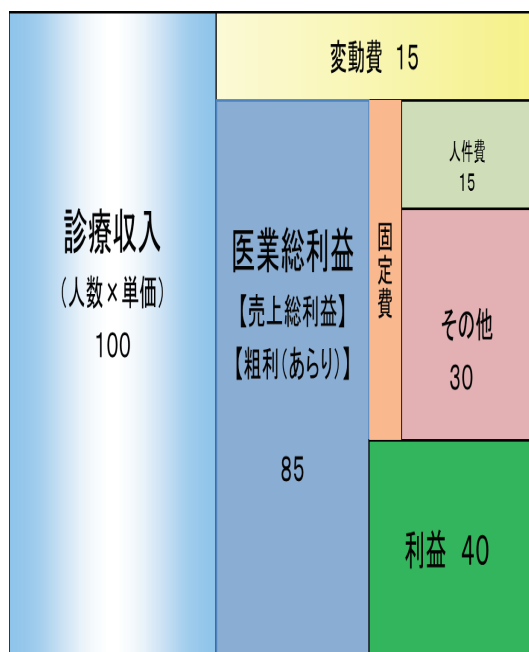 診療収入
(人数×単価)
100
変動費 15
医業総利益
【売上総利益】
【粗利(あらり)】
85
固定費
人件費
15
その他
30
利益 40